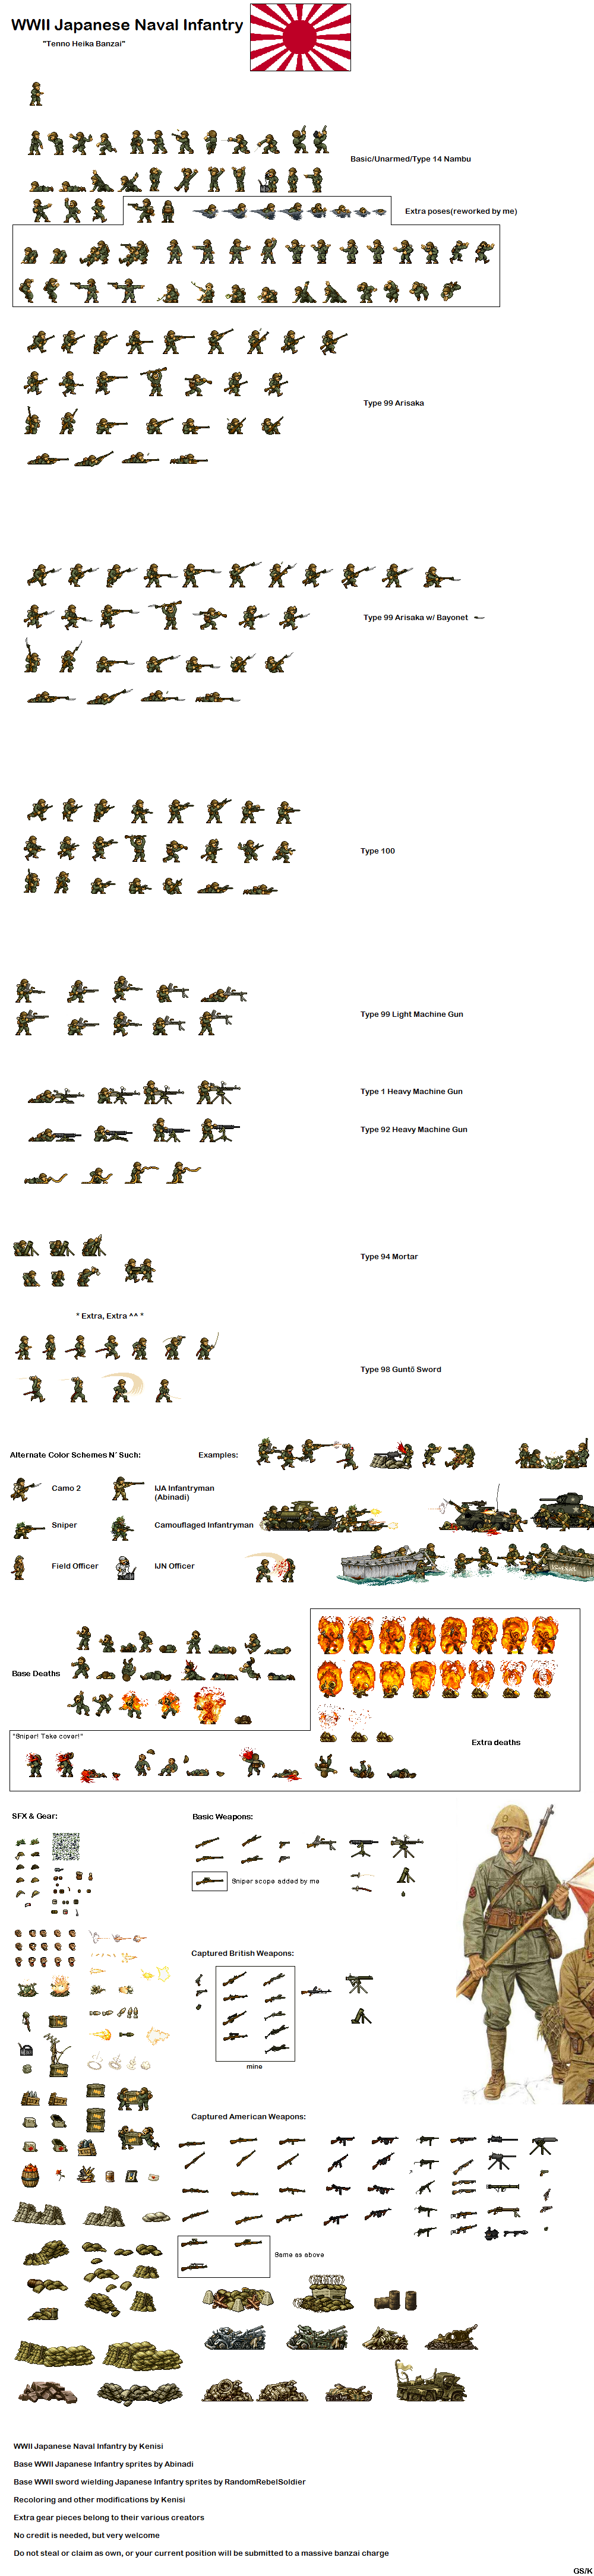 WWII Japanese Naval Infantry
"Tenno Heika Banzai"
Basic/Unarmed/Type 14 Nambu
Extra poses(reworked by me)
Type 99 Arisaka
Type 99 Arisaka w/ Bayonet
Type 100
Type 99 Light Machine Gun
Type 1 Heavy Machine Gun
Type 92 Heavy Machine Gun
Type 94 Mortar
* Extra, Extra ^^ *
Type 98 Guntō Sword
Alternate Color Schemes N´ Such:
Examples:
Camo 2
IJA Infantryman
(Abinadi)
Sniper
Camouflaged Infantryman
Field Officer
IJN Officer
Base Deaths
"Sniper! Take cover!"
Extra deaths
SFX & Gear:
Basic Weapons:
Sniper scope added by me
Captured British Weapons:
mine
Captured American Weapons:
Same as above
WWII Japanese Naval Infantry by Kenisi
Base WWII Japanese Infantry sprites by Abinadi
Base WWII sword wielding Japanese Infantry sprites by RandomRebelSoldier
Recoloring and other modifications by Kenisi
Extra gear pieces belong to their various creators
No credit is needed, but very welcome
Do not steal or claim as own, or your current position will be submitted to a massive banzai charge
GS/K